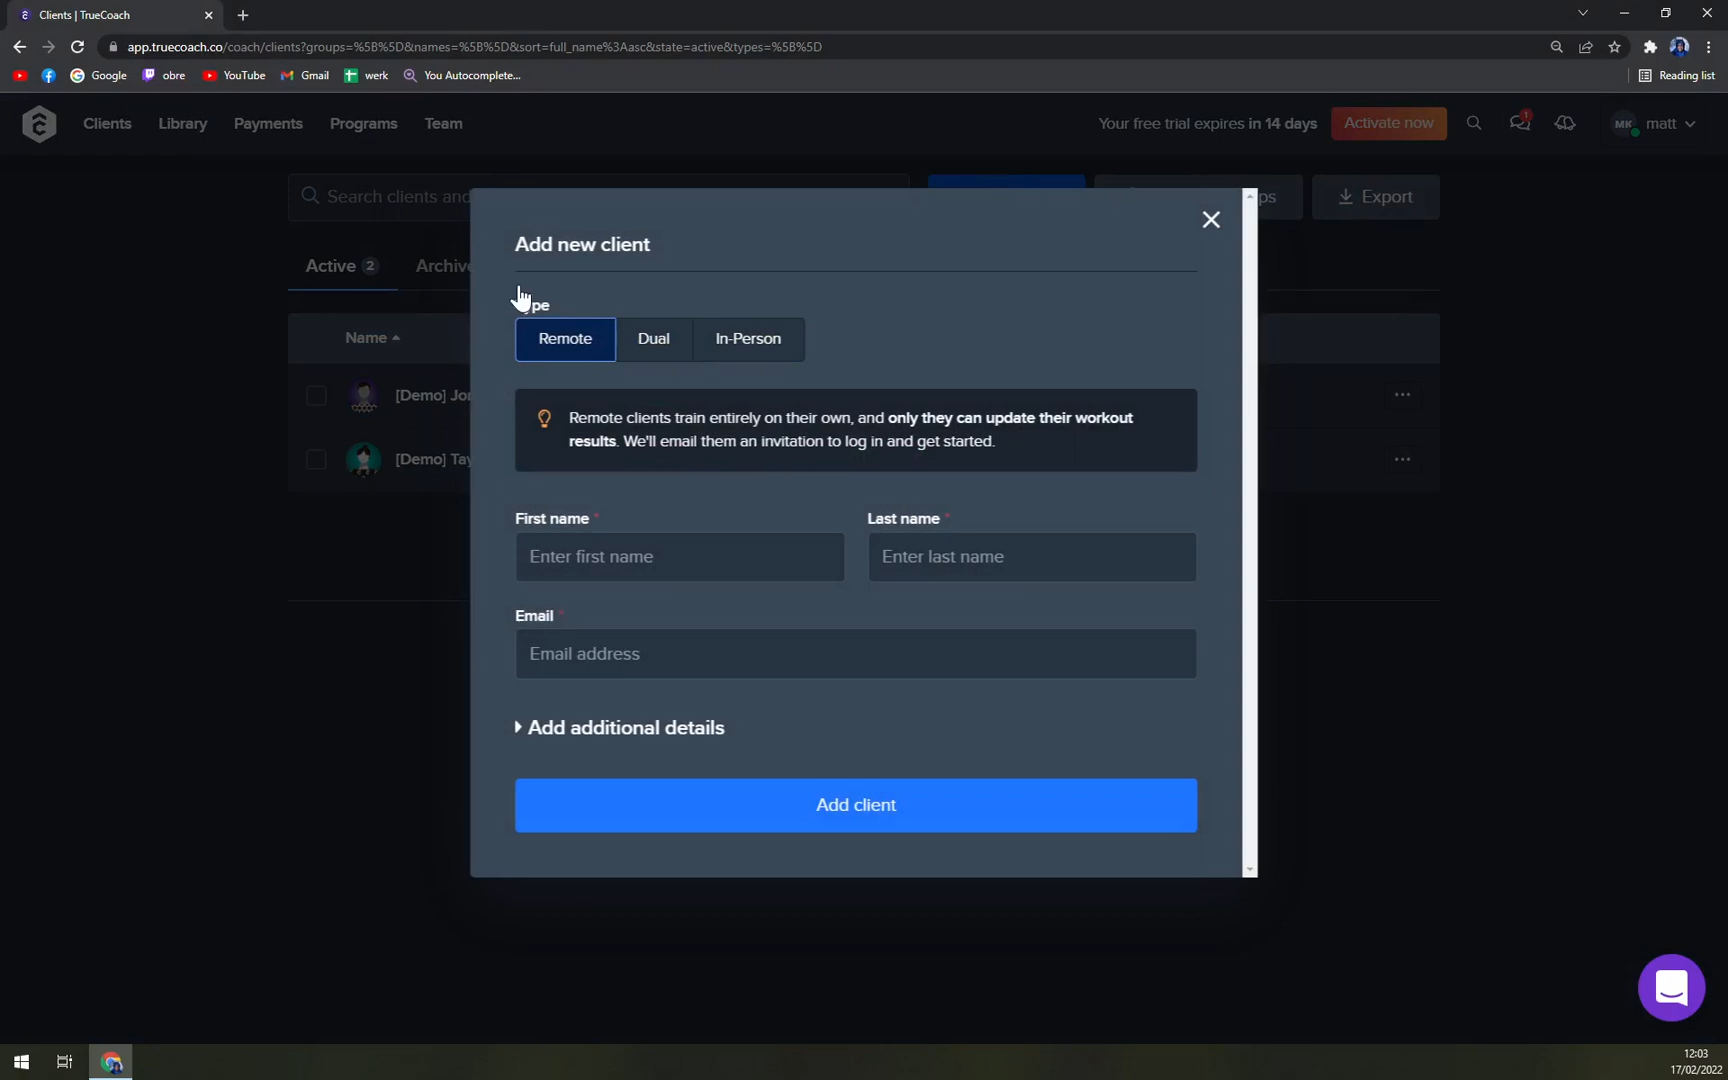 Clients | TrueCoach
app.truecoach.co/coach/clients?groups=%5B%5D&names=%5B%5D&sort=full_name%3Aasc&state=active&types=%5B%5D
Google
obre
YouTube
Gmail
werk
You Autocomplete...
Reading list
Clients
Library
Payments
Programs
Team
Your free trial expires in 14 days
Activate now
1
MK
matt
Search clients and
ps
Export
Active 2
Archive
Name
[Demo] Jor
[Demo] Tay
Add new client
Remote
Dual
In-Person
Remote clients train entirely on their own, and only they can update their workout
results. We'll email them an invitation to log in and get started.
First name *
Last name *
Enter first name
Enter last name
Email *
Email address
Add additional details
Add client
12:03
17/02/2022